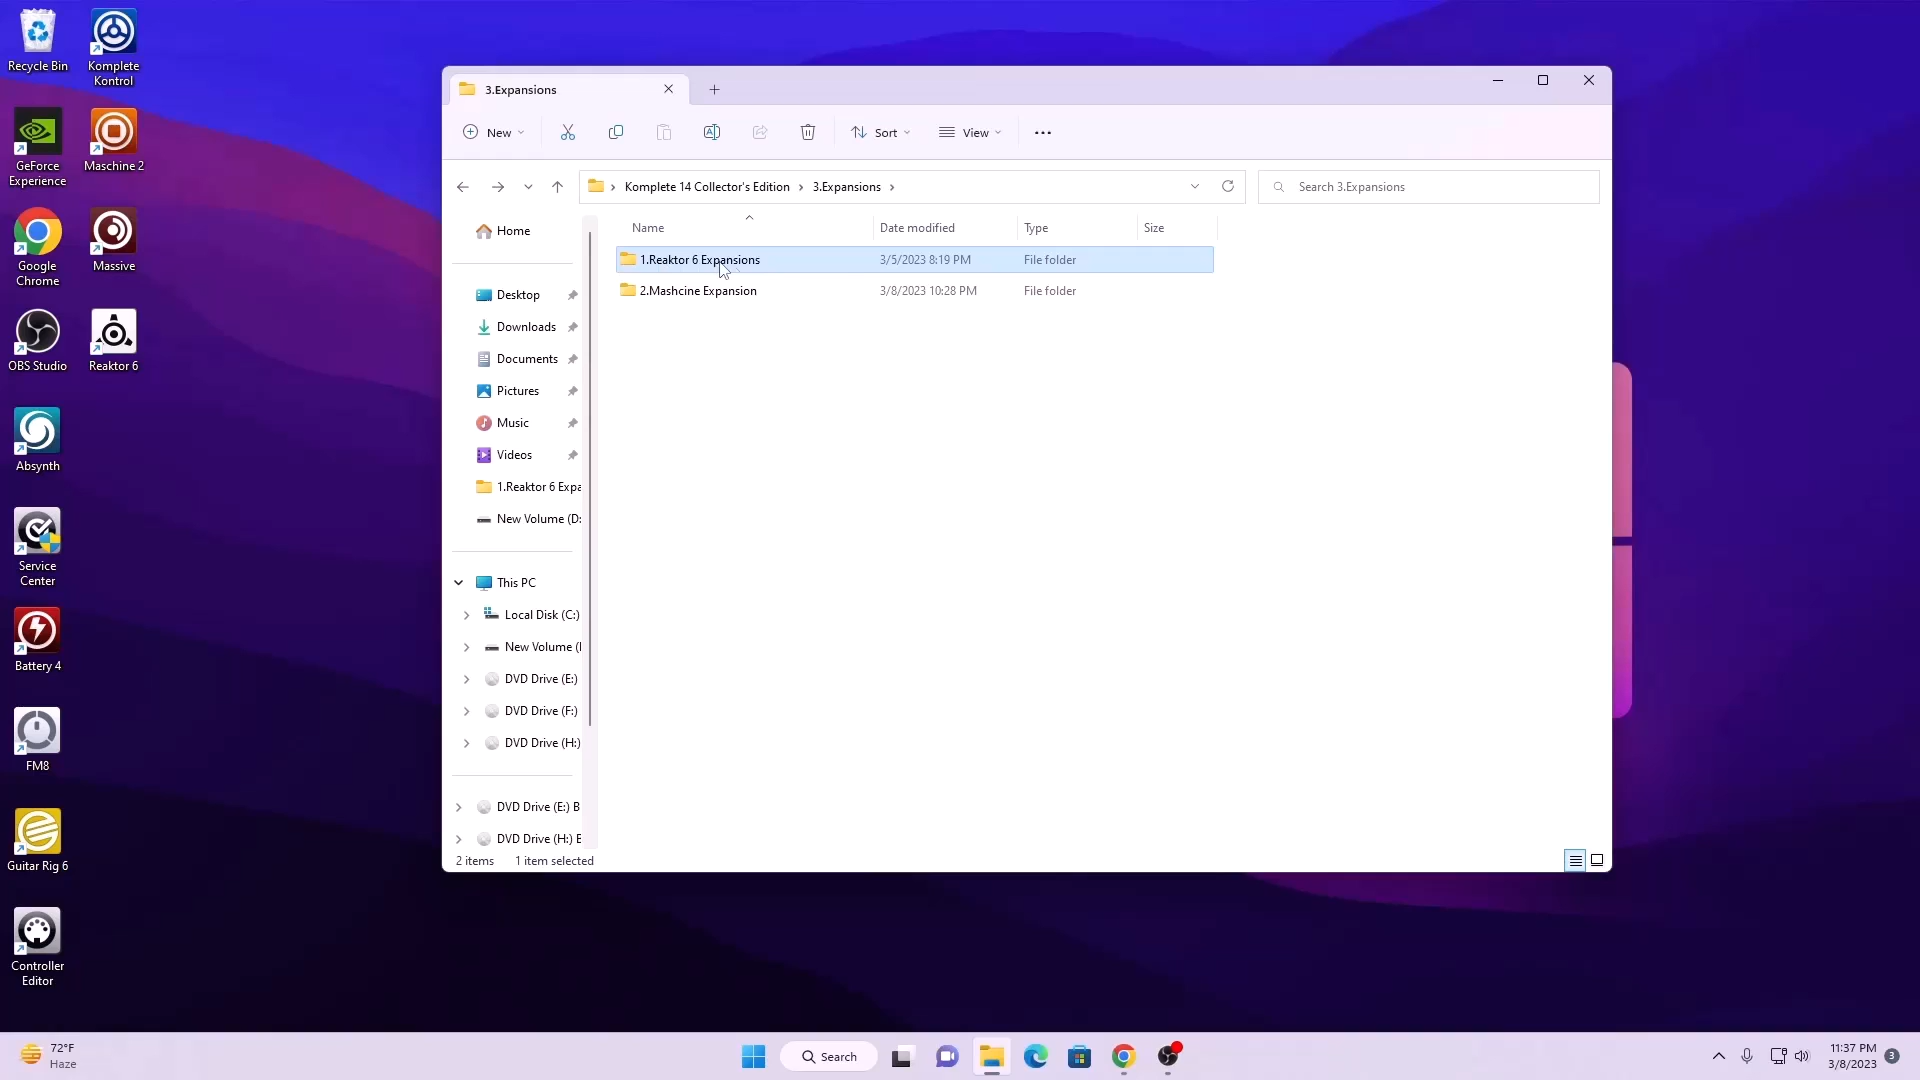 Recycle Bin
Komplete
Kontrol
GeForce
Experience
Maschine 2
Google
Chrome
Massive
OBS Studio
Reaktor 6
Absynth
Service
Center
Battery 4
FM8
Guitar Rig 6
Controller
Editor
3.Expansions
New
Sort
View
Komplete 14 Collector's Edition
3.Expansions
Search 3.Expansions
Home
Desktop
Downloads
Documents
Pictures
Music
Videos
1.Reaktor 6 Expa
New Volume (D:
This PC
Local Disk (C:)
New Volume (
DVD Drive (E:)
DVD Drive (F:)
DVD Drive (H:)
DVD Drive (E:) B
DVD Drive (H:) E
Name
Date modified
Type
Size
1.Reaktor 6 Expansions
3/5/2023 8:19 PM
File folder
2.Mashcine Expansion
3/8/2023 10:28 PM
File folder
2 items
1 item selected
72°F
Haze
Search
11:37 PM
3/8/2023
3